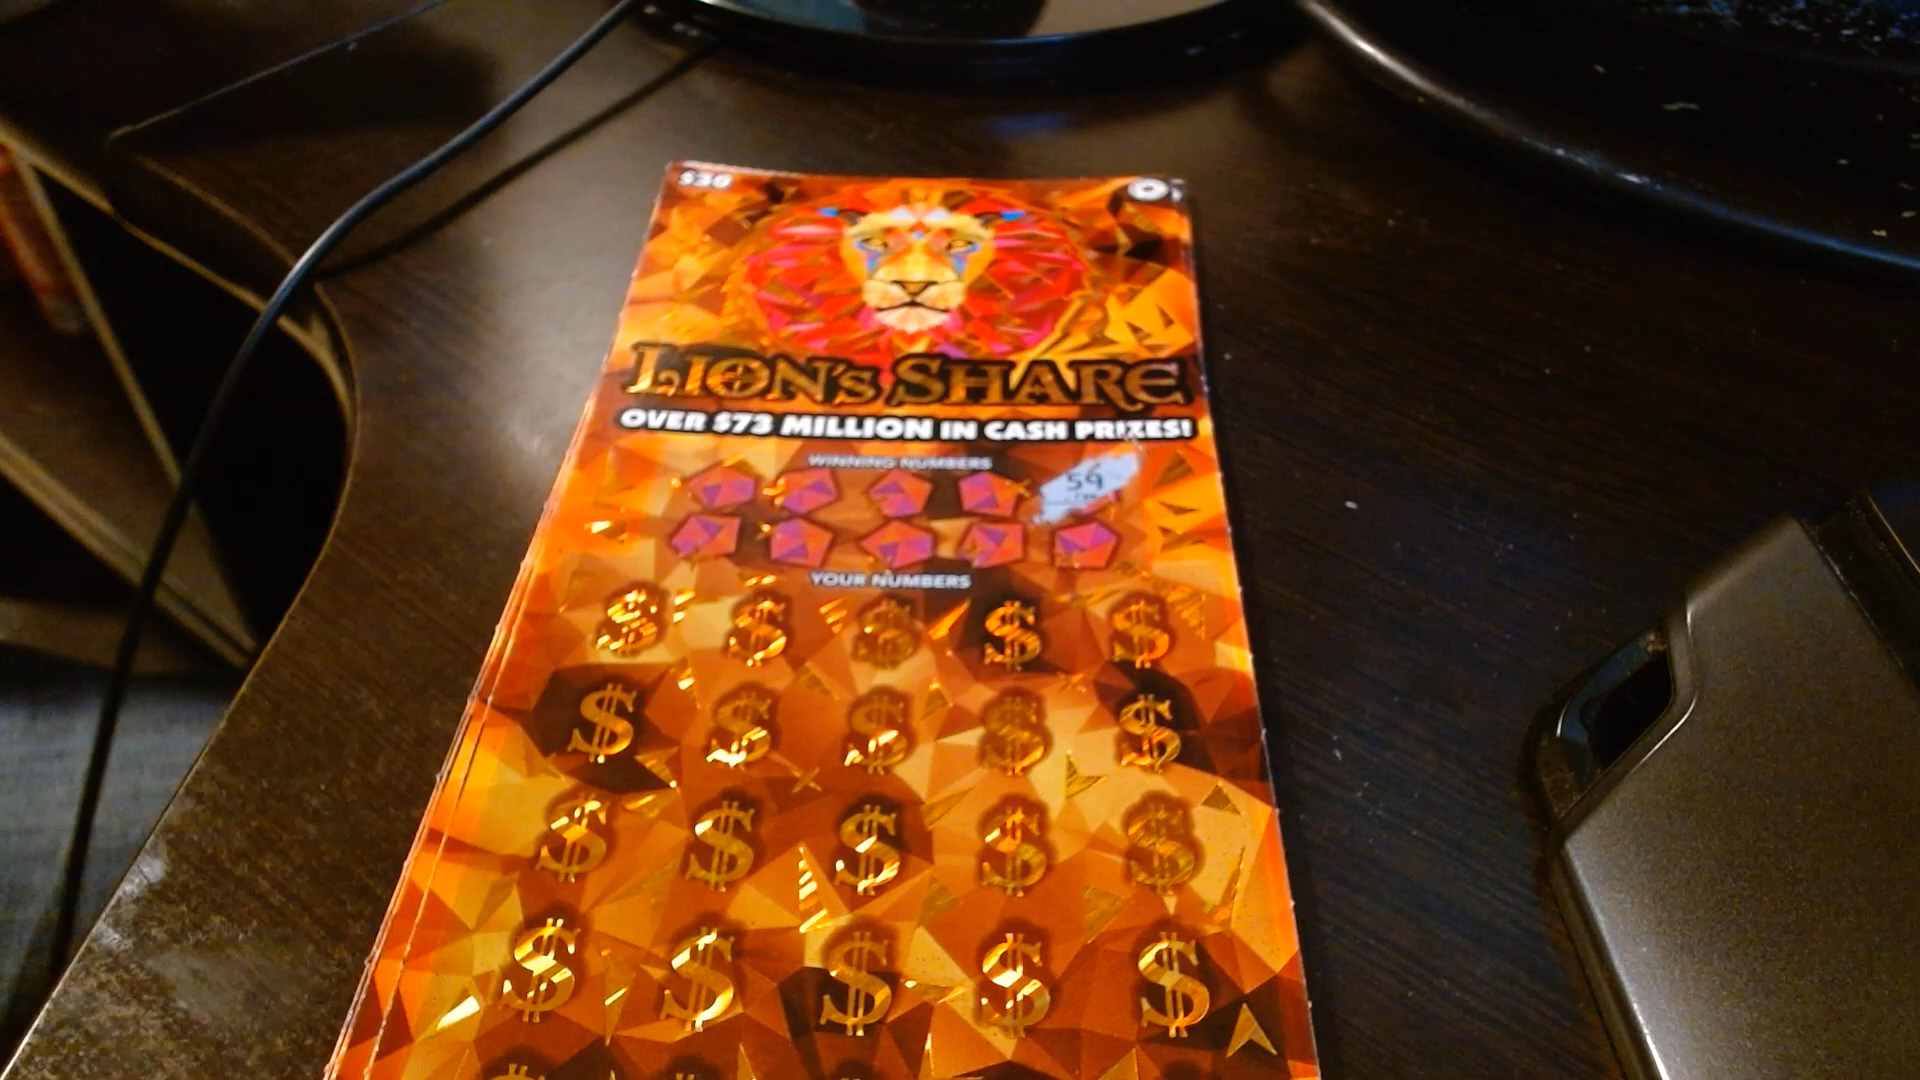 $30
LION'S SHARE
OVER $73 MILLION IN CASH PRIZES!
WINNING NUMBERS
59
YOUR NUMBERS
$ $ $ $ $
$ $ $ $ $
$ $ $ $ $
$ $ $ $ $